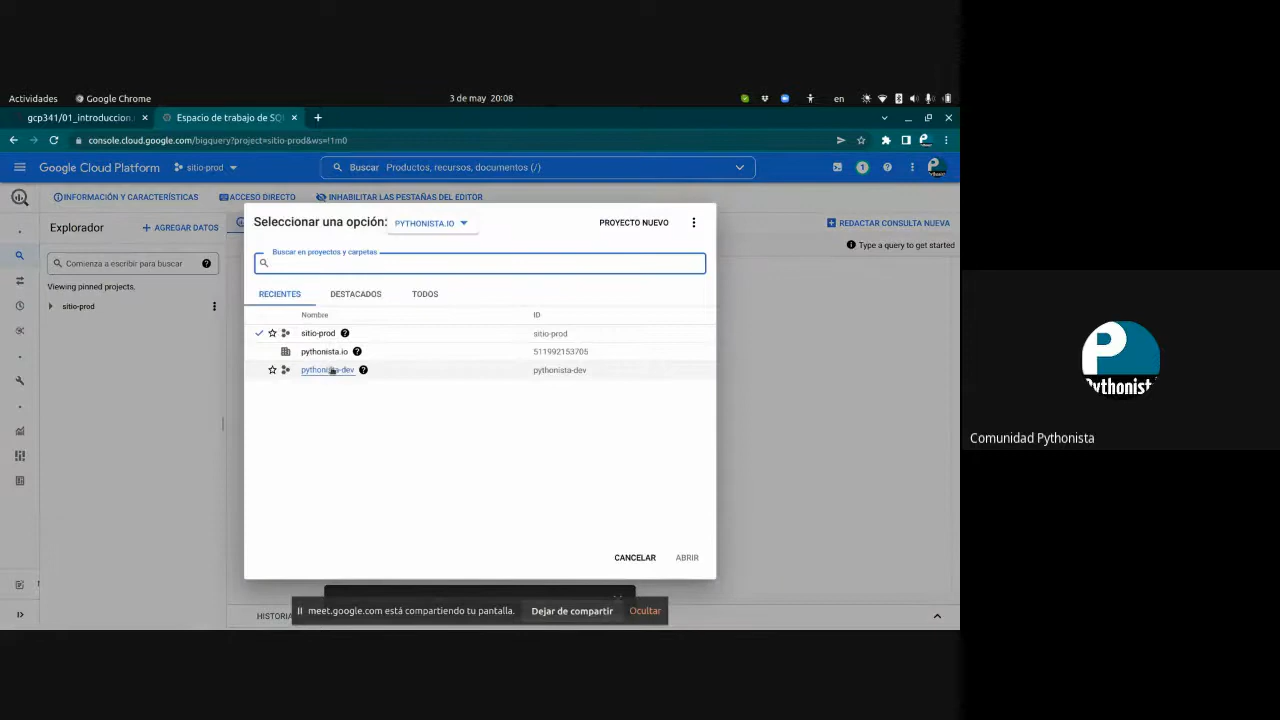 Actividades
Google Chrome
3 de may 20:08
en
gcp341/01_introduccion.
Espacio de trabajo de SQ
console.cloud.google.com/bigquery?project=sitio-prod&ws=!1m0
Google Cloud Platform
sitio-prod
Buscar Productos, recursos, documentos (/)
1
INFORMACIÓN Y CARACTERÍSTICAS
ACCESO DIRECTO
INHABILITAR LAS PESTAÑAS DEL EDITOR
Explorador
AGREGAR DATOS
Seleccionar una opción:
PYTHONISTA.IO
PROYECTO NUEVO
REDACTAR CONSULTA NUEVA
Type a query to get started
Buscar en proyectos y carpetas
Comienza a escribir para buscar
Viewing pinned projects.
sitio-prod
RECIENTES
DESTACADOS
TODOS
Nombre
ID
sitio-prod
sitio-prod
pythonista.io
511992153705
pythonista-dev
pythonista-dev
CANCELAR
ABRIR
meet.google.com está compartiendo tu pantalla.
Dejar de compartir
Ocultar
HISTORIA
Pythonist
Comunidad Pythonista